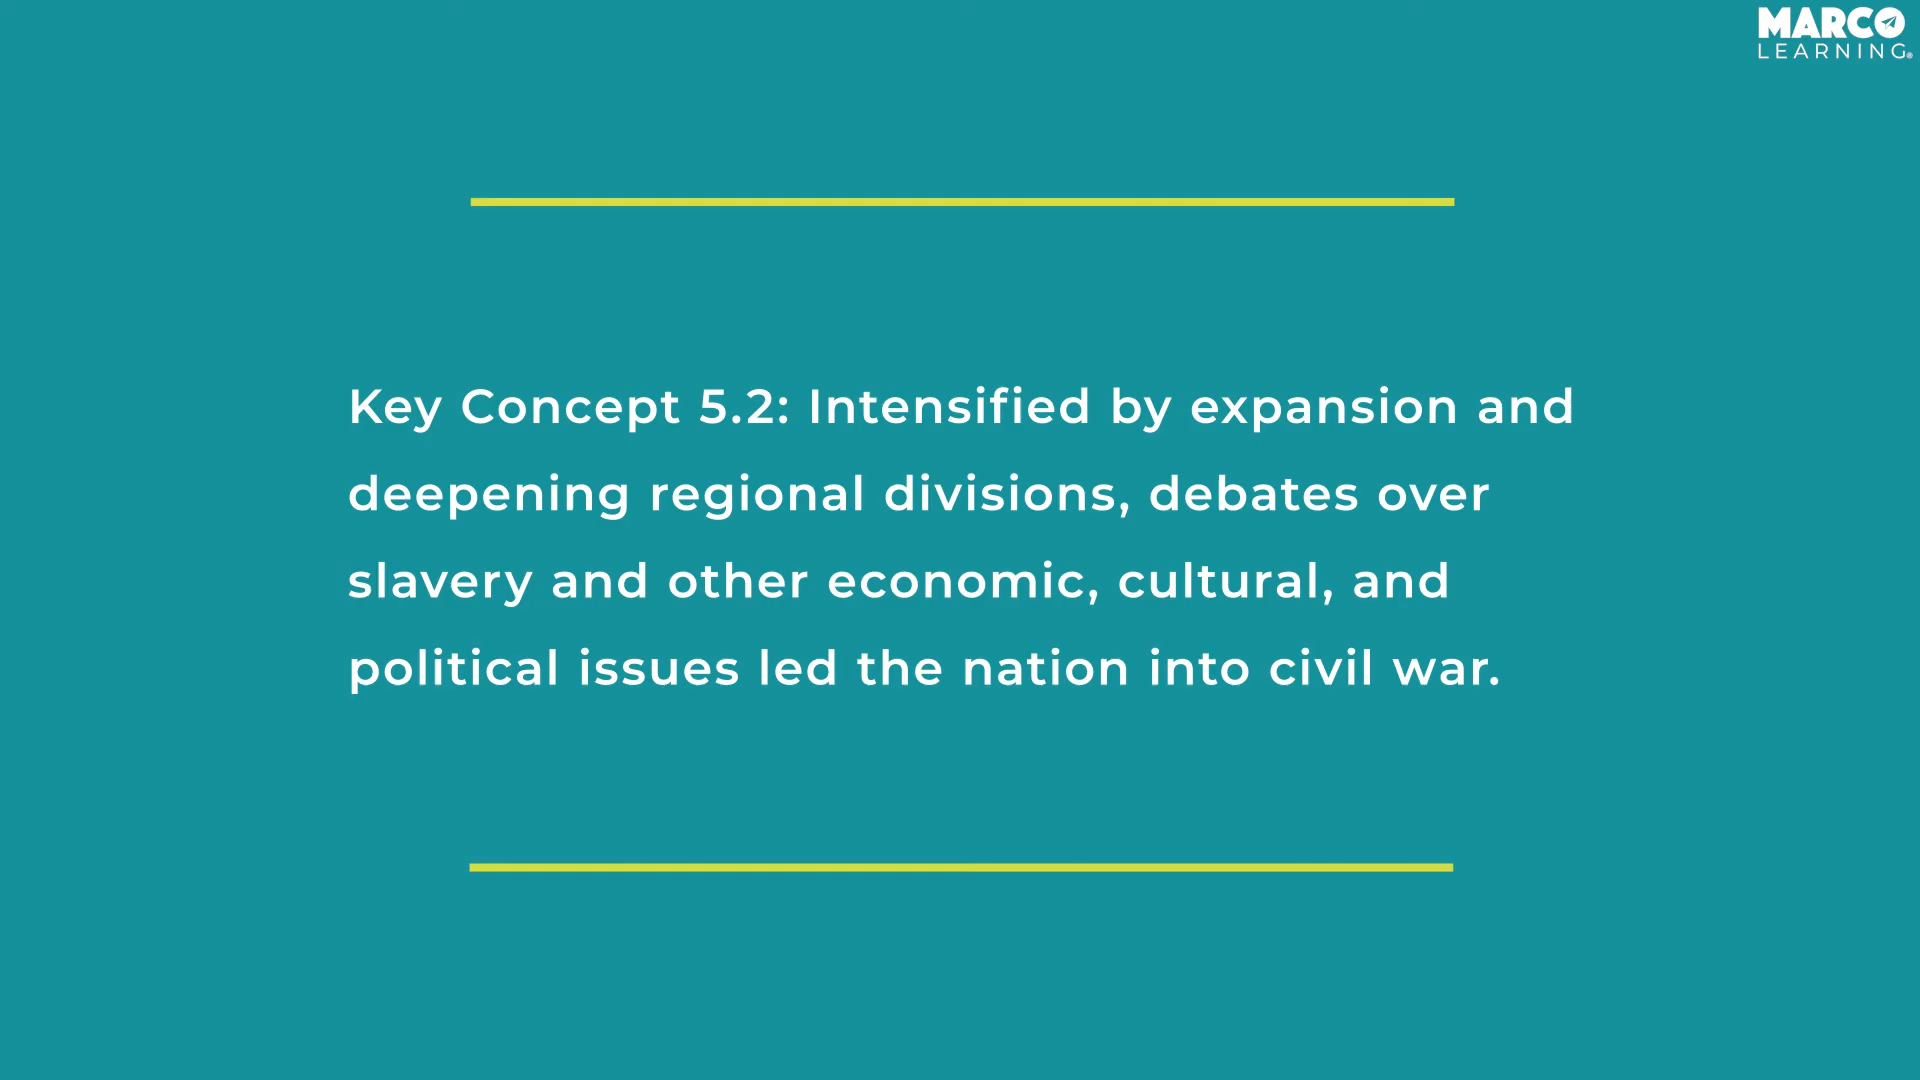 MARCO
LEARNING®
Key Concept 5.2: Intensified by expansion and
deepening regional divisions, debates over
slavery and other economic, cultural, and
political issues led the nation into civil war.